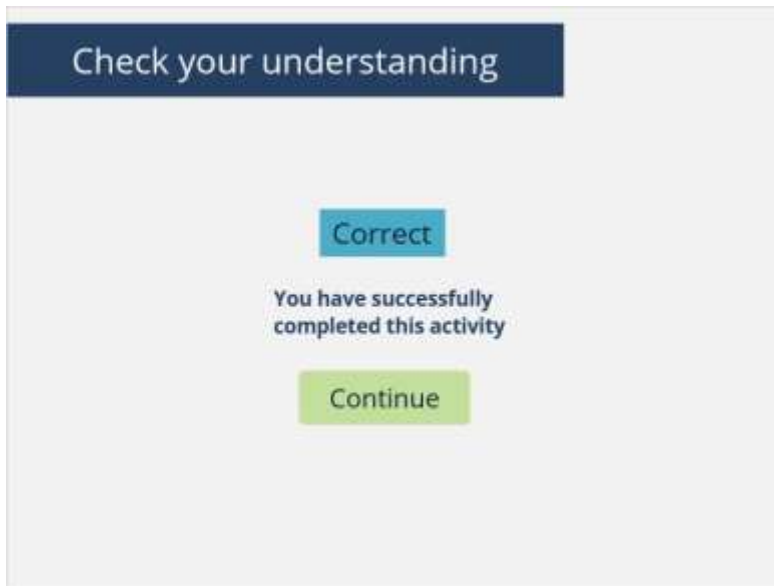 Check your understanding
Correct
You have successfully
completed this activity
Continue